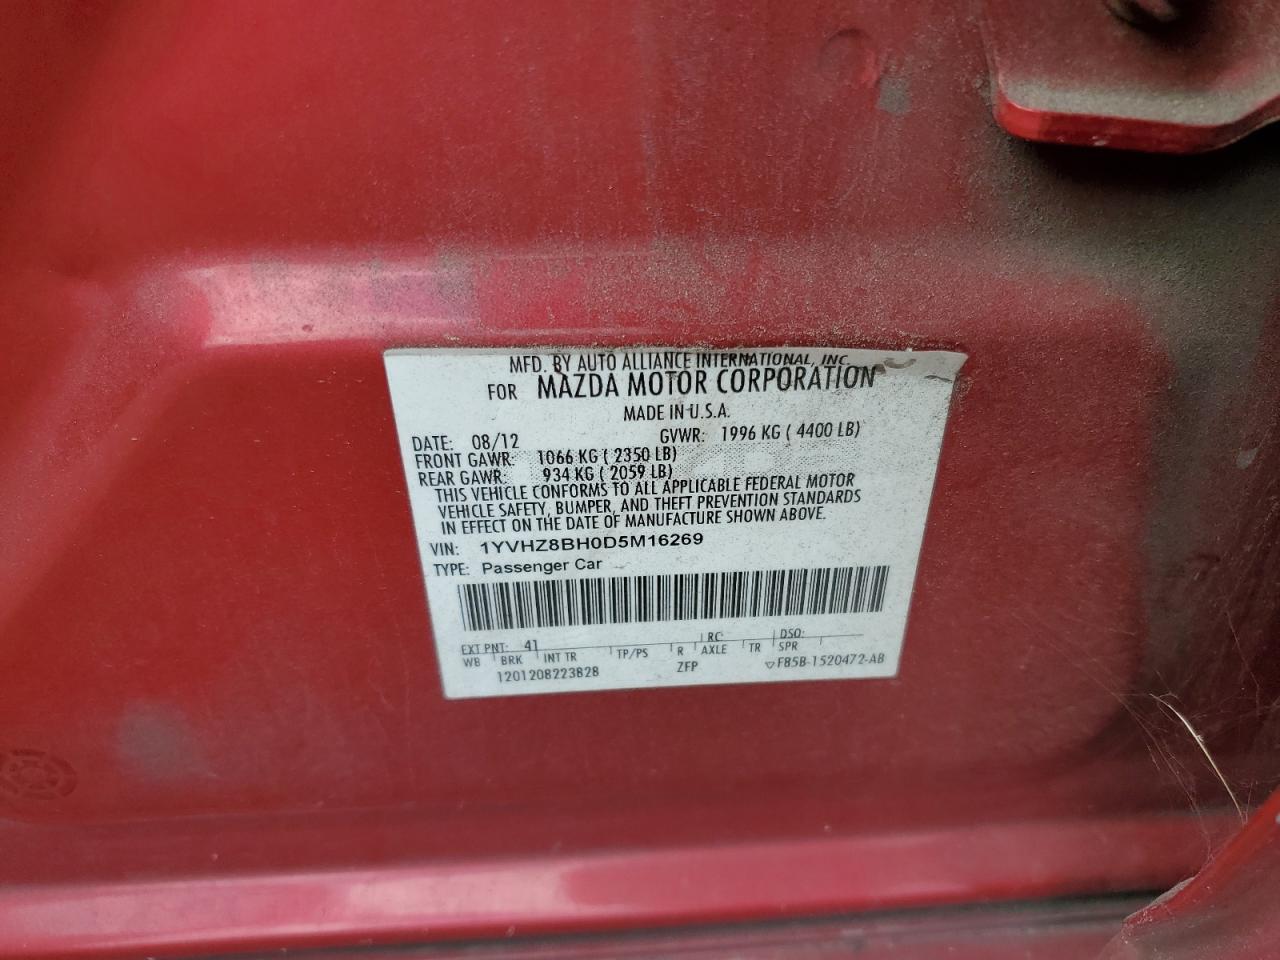 MFD. BY AUTO ALLIANCE INTERNATIONAL, INC.
FOR MAZDA MOTOR CORPORATION
MADE IN U.S.A.
DATE: 08/12 GVWR: 1996 KG ( 4400 LB)
FRONT GAWR: 1066 KG ( 2350 LB)
REAR GAWR: 934 KG ( 2059 LB)
THIS VEHICLE CONFORMS TO ALL APPLICABLE FEDERAL MOTOR
VEHICLE SAFETY, BUMPER, AND THEFT PREVENTION STANDARDS
IN EFFECT ON THE DATE OF MANUFACTURE SHOWN ABOVE.
VIN: 1YVHZ8BH0D5M16269
TYPE: Passenger Car
EXT PNT: 41 RC: DSO:
WB BRK INT TR TP/PS R AXLE TR SPR
1201208223828 ZFP ▽F85B-1520472-AB